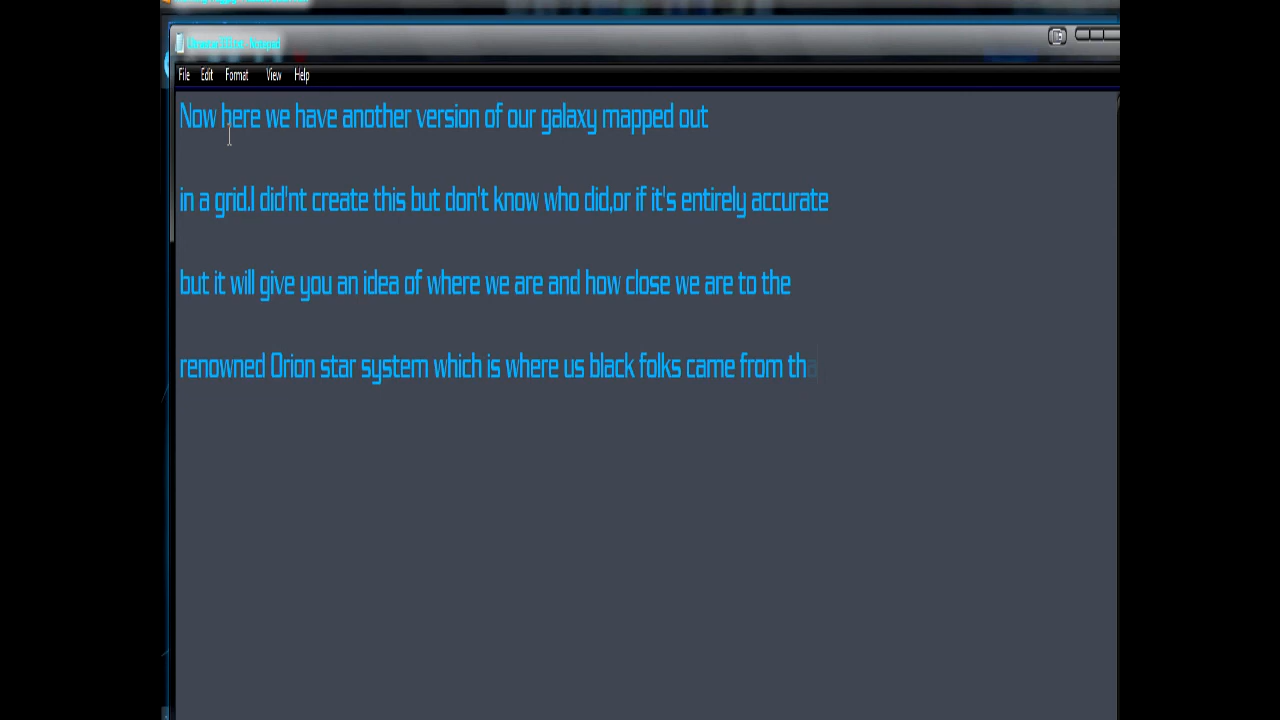 File Edit Format View Help
Now here we have another version of our galaxy mapped out
in a grid.I did'nt create this but don't know who did,or if it's entirely accurate
but it will give you an idea of where we are and how close we are to the
renowned Orion star system which is where us black folks came from tha